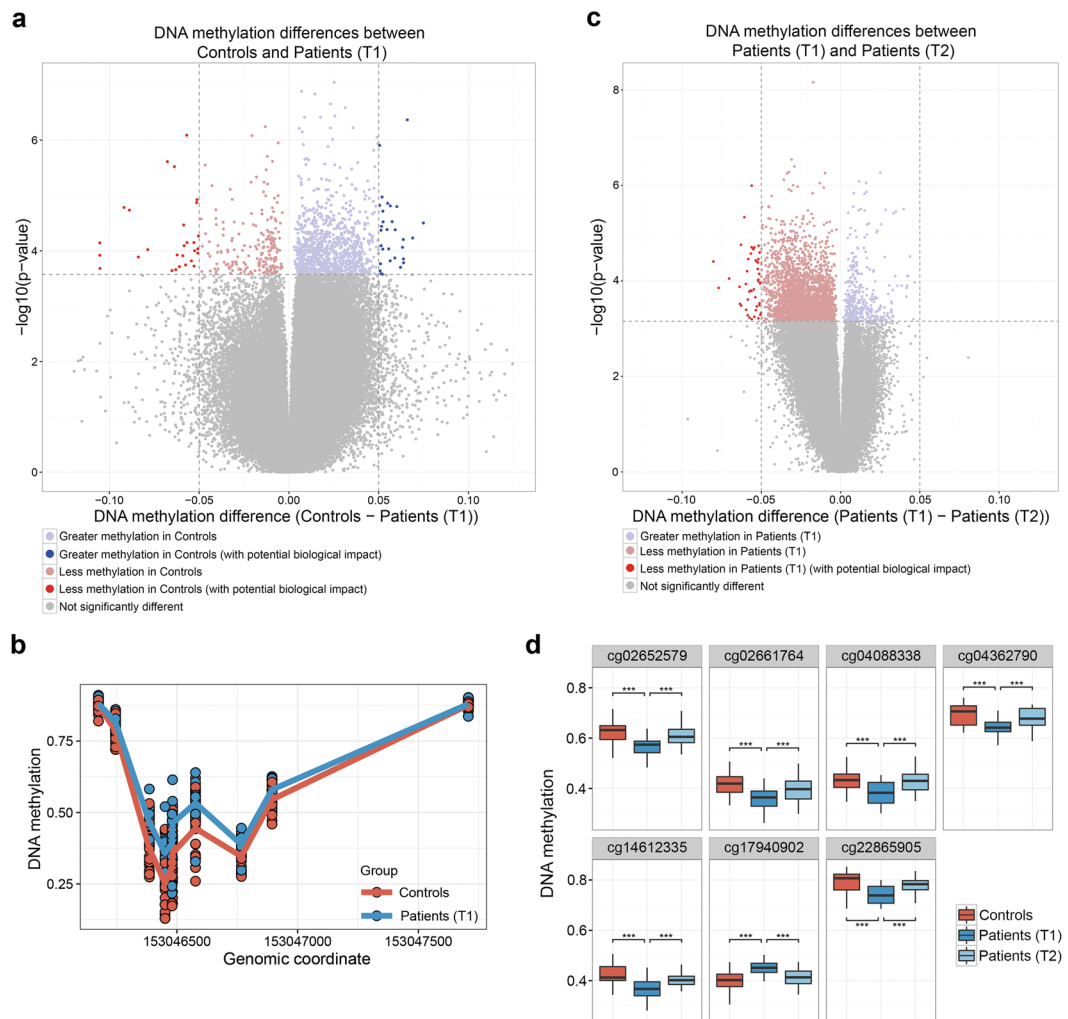 a
DNA methylation differences between
Controls and Patients (T1)
−log10(p−value)
6
4
2
0
−0.10
−0.05
0.00
0.05
0.10
DNA methylation difference (Controls − Patients (T1))
Greater methylation in Controls
Greater methylation in Controls (with potential biological impact)
Less methylation in Controls
Less methylation in Controls (with potential biological impact)
Not significantly different
c
DNA methylation differences between
Patients (T1) and Patients (T2)
−log10(p−value)
8
6
4
2
0
−0.10
−0.05
0.00
0.05
0.10
DNA methylation difference (Patients (T1) − Patients (T2))
Greater methylation in Patients (T1)
Less methylation in Patients (T1)
Less methylation in Patients (T1) (with potential biological impact)
Not significantly different
b
DNA methylation
0.75
0.50
0.25
Group
Controls
Patients (T1)
153046500
153047000
153047500
Genomic coordinate
d
DNA methylation
cg02652579
cg02661764
cg04088338
cg04362790
0.8
0.6
0.4
*** ***
*** ***
*** ***
*** ***
cg14612335
cg17940902
cg22865905
0.8
0.6
0.4
*** ***
*** ***
*** ***
Controls
Patients (T1)
Patients (T2)